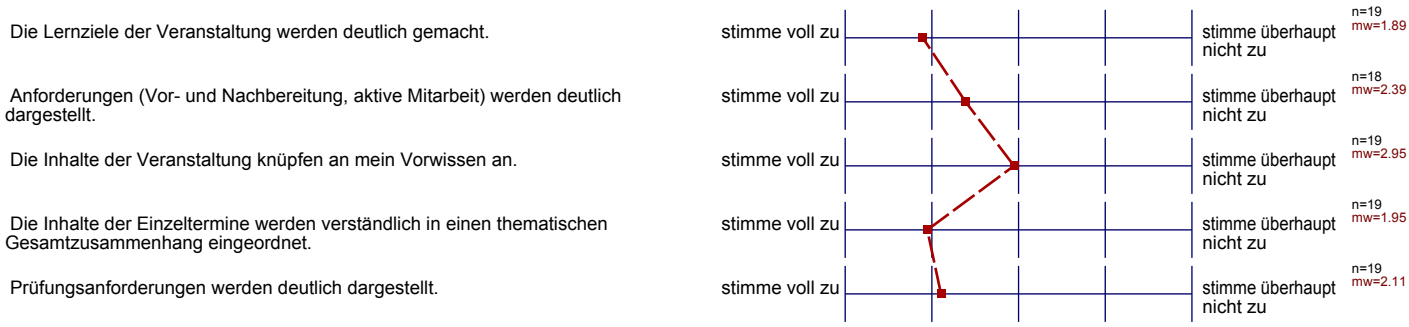 Die Lernziele der Veranstaltung werden deutlich gemacht.
stimme voll zu
stimme überhaupt
nicht zu
n=19
mw=1.89
Anforderungen (Vor- und Nachbereitung, aktive Mitarbeit) werden deutlich
dargestellt.
stimme voll zu
stimme überhaupt
nicht zu
n=18
mw=2.39
Die Inhalte der Veranstaltung knüpfen an mein Vorwissen an.
stimme voll zu
stimme überhaupt
nicht zu
n=19
mw=2.95
Die Inhalte der Einzeltermine werden verständlich in einen thematischen
Gesamtzusammenhang eingeordnet.
stimme voll zu
stimme überhaupt
nicht zu
n=19
mw=1.95
Prüfungsanforderungen werden deutlich dargestellt.
stimme voll zu
stimme überhaupt
nicht zu
n=19
mw=2.11